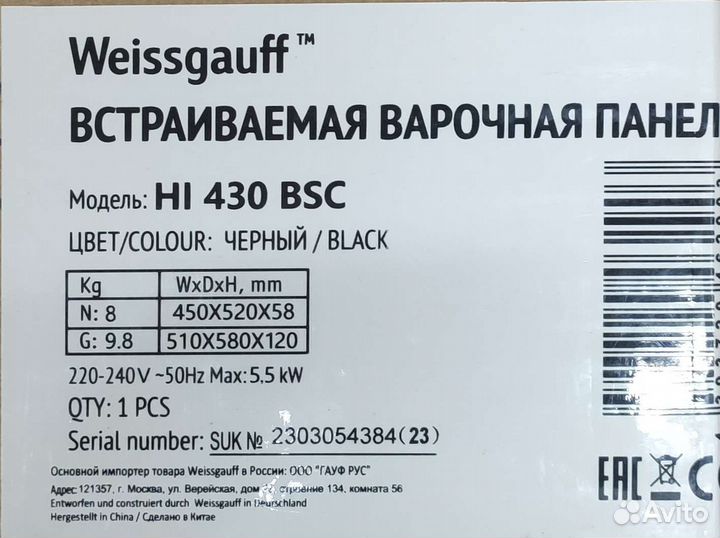 Weissgauff™
ВСТРАИВАЕМАЯ ВАРОЧНАЯ ПАНЕЛ
Модель: HI 430 BSC
ЦВЕТ/COLOUR: ЧЕРНЫЙ / BLACK
Kg WxDxH, mm
N: 8 450X520X58
G: 9.8 510X580X120
220-240V ~50Hz Max: 5.5 kW
QTY: 1 PCS
Serial number: SUK № 2303054384(23)
Основной импортер товара Weissgauff в России: ООО "ГАУФ РУС"
Адрес: 121357, г. Москва, ул. Верейская, дом строение 134, комната 56
Entworfen und construiert durch Weissgauff in Deutschland
Hergestellt in China / Сделано в Китае
EAC
Avito